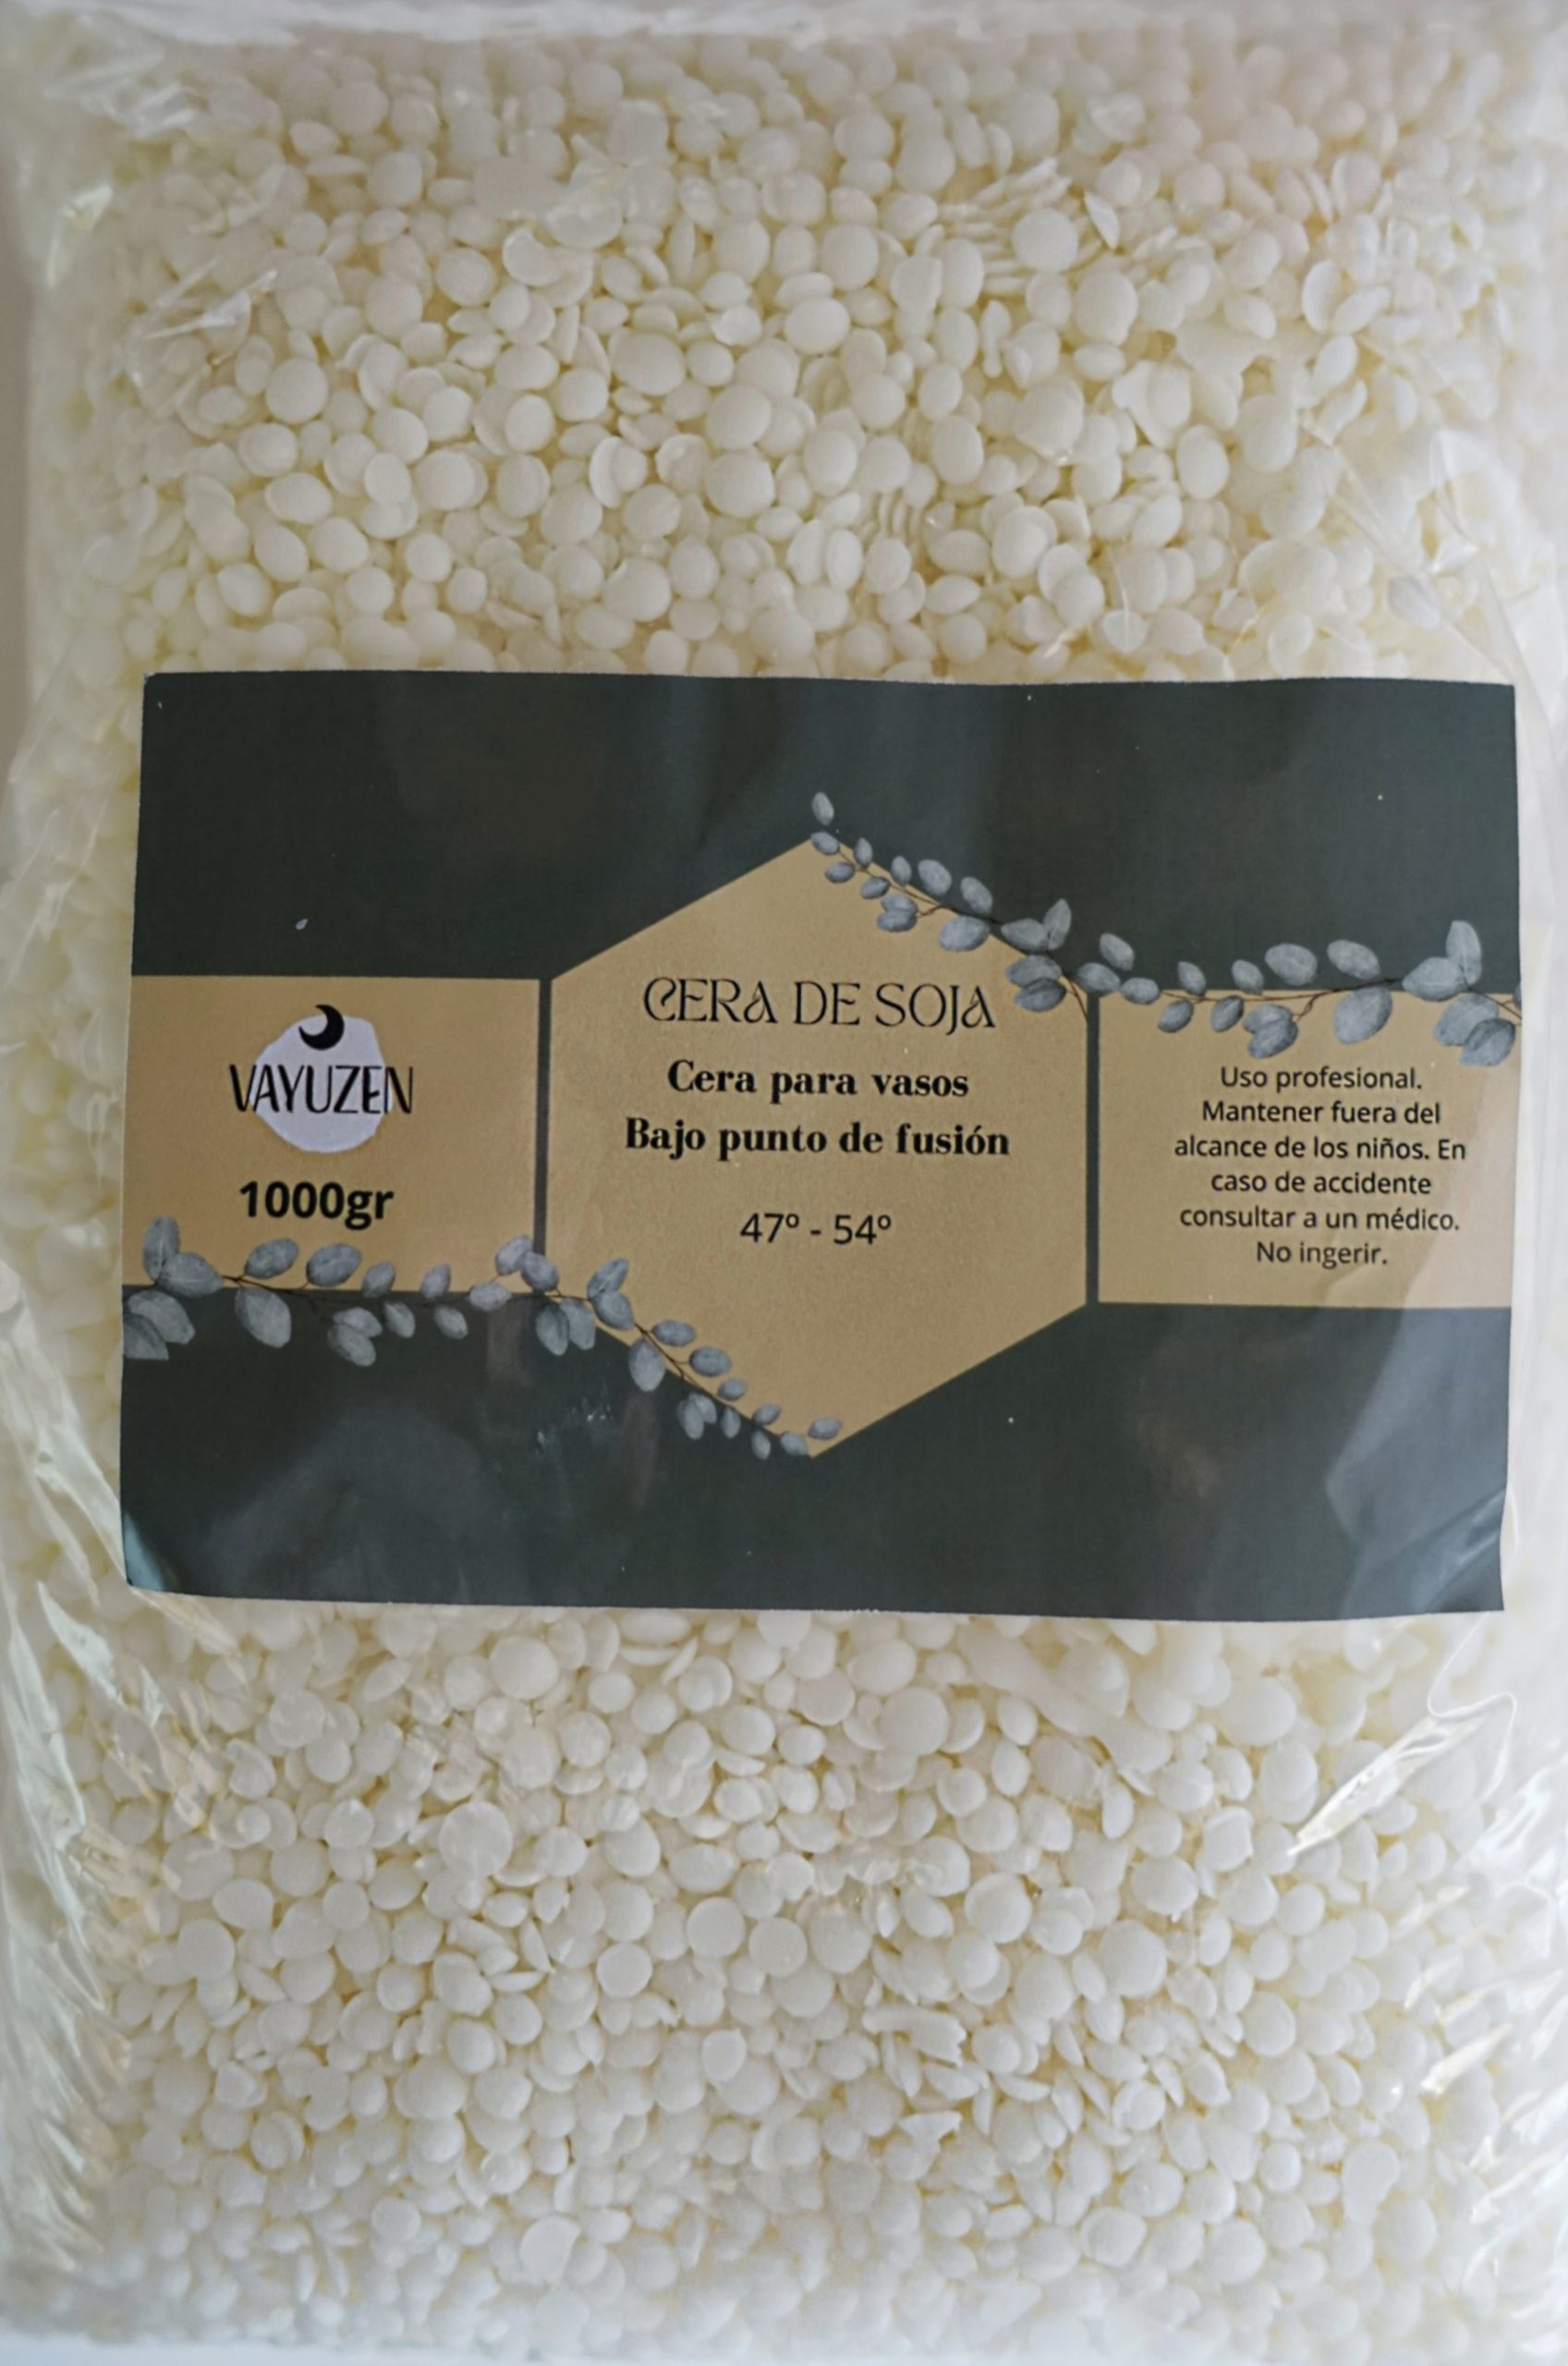 VAYUZEN
1000gr
CERA DE SOJA
Cera para vasos
Bajo punto de fusión
47º - 54º
Uso profesional.
Mantener fuera del
alcance de los niños. En
caso de accidente
consultar a un médico.
No ingerir.